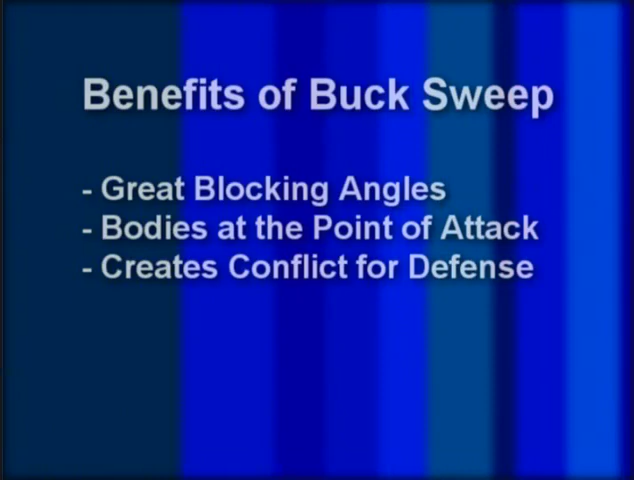 Benefits of Buck Sweep
- Great Blocking Angles
- Bodies at the Point of Attack
- Creates Conflict for Defense